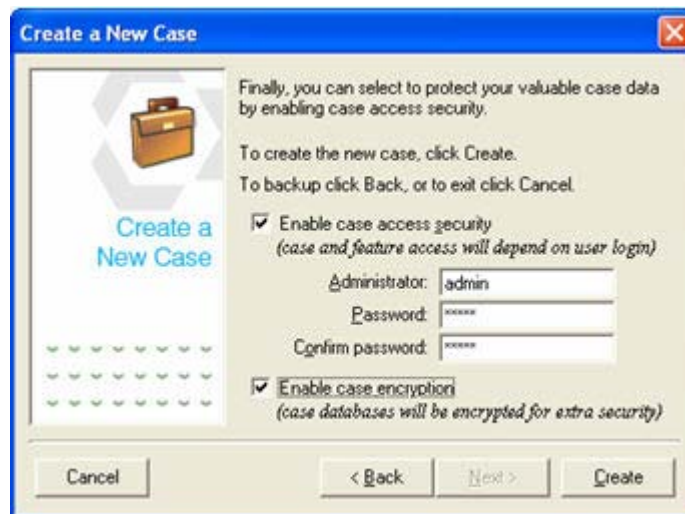 Create a New Case
Finally, you can select to protect your valuable case data
by enabling case access security.
To create the new case, click Create.
To backup click Back, or to exit click Cancel.
Create a
New Case
Enable case access security
(case and feature access will depend on user login)
Administrator: admin
Password: *****
Confirm password: *****
Enable case encryption
(case databases will be encrypted for extra security)
Cancel
< Back
Next >
Create